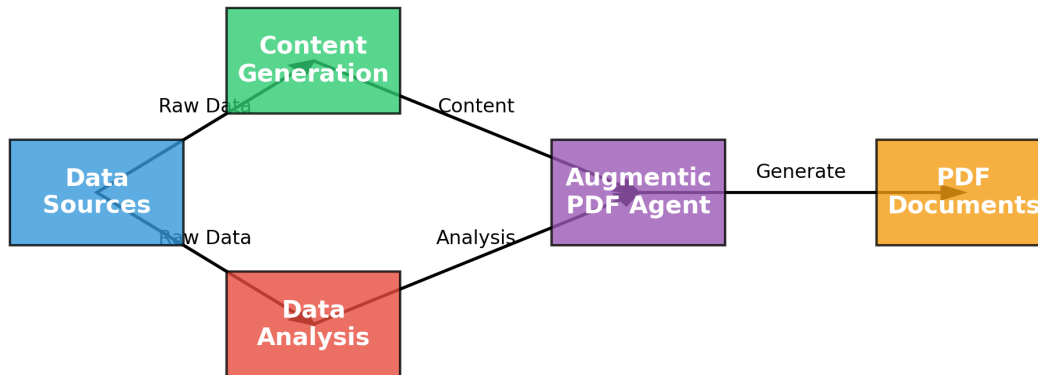 Content
Generation
Raw Data
Content
Data
Sources
Augmentic
PDF Agent
Generate
PDF
Documents
Raw Data
Analysis
Data
Analysis